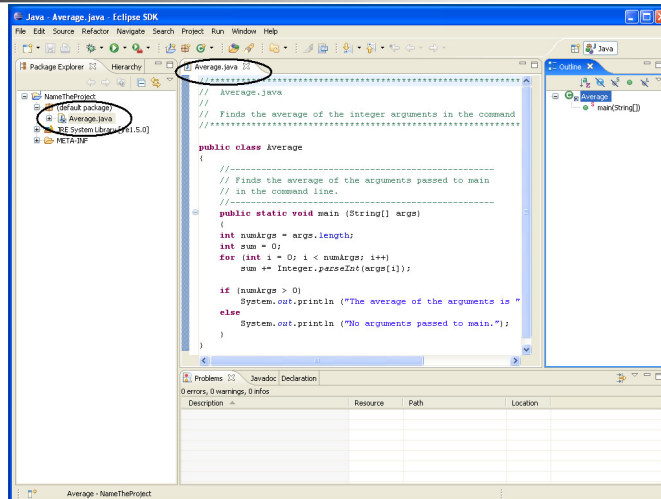 Java - Average.java - Eclipse SDK
File Edit Source Refactor Navigate Search Project Run Window Help
Java
Package Explorer Hierarchy
NameTheProject
(default package)
Average.java
JRE System Library
META-INF
Average.java
//***************************************************
// Average.java
//
// Finds the average of the integer arguments in the command
//***************************************************
public class Average
{
//-------------------------------------------------
// Finds the average of the arguments passed to main
// in the command line.
//-------------------------------------------------
public static void main (String[] args)
{
int numArgs = args.length;
int sum = 0;
for (int i = 0; i < numArgs; i++)
sum += Integer.parseInt(args[i]);
if (numArgs > 0)
System.out.println ("The average of the arguments is "
else
System.out.println ("No arguments passed to main.");
}
}
Outline
Average
main(String[])
Problems Javadoc Declaration
0 errors, 0 warnings, 0 infos
Description Resource Path Location
Average - NameTheProject